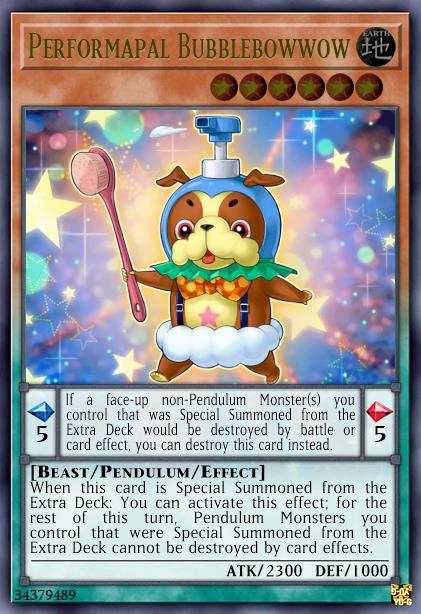 PERFORMAPAL BUBBLEBOWWOW
EARTH
地
If a face-up non-Pendulum Monster(s) you
control that was Special Summoned from the
Extra Deck would be destroyed by battle or
card effect, you can destroy this card instead.
5
5
[BEAST/PENDULUM/EFFECT]
When this card is Special Summoned from the
Extra Deck: You can activate this effect; for the
rest of this turn, Pendulum Monsters you
control that were Special Summoned from the
Extra Deck cannot be destroyed by card effects.
ATK/2300 DEF/1000
34379489